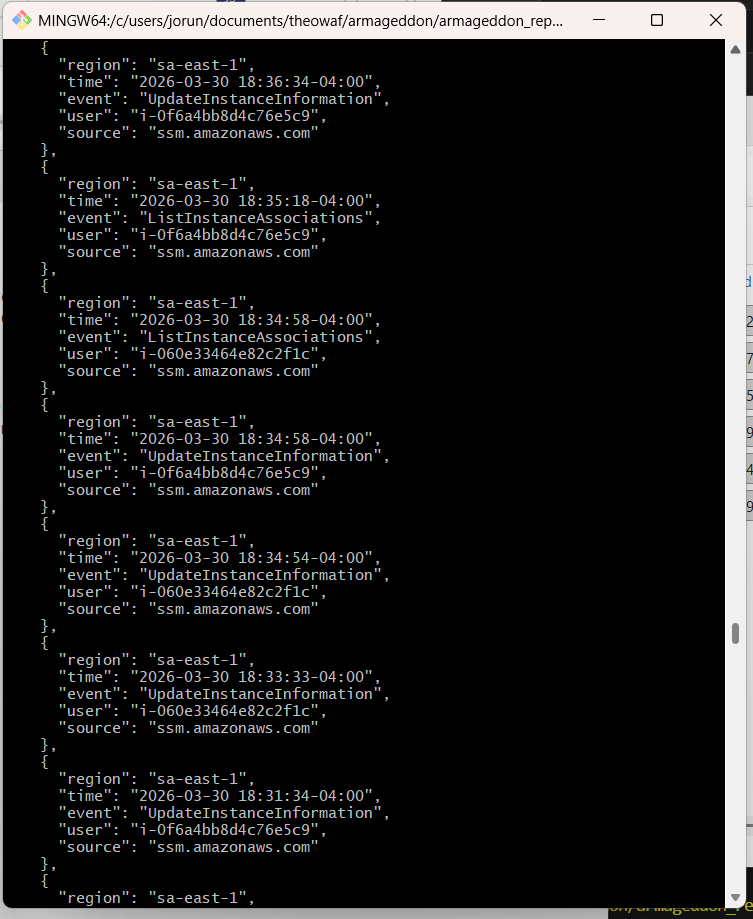 MINGW64:/c/users/jorun/documents/theowaf/armageddon/armageddon_rep...
{
"region": "sa-east-1",
"time": "2026-03-30 18:36:34-04:00",
"event": "UpdateInstanceInformation",
"user": "i-0f6a4bb8d4c76e5c9",
"source": "ssm.amazonaws.com"
},
{
"region": "sa-east-1",
"time": "2026-03-30 18:35:18-04:00",
"event": "ListInstanceAssociations",
"user": "i-0f6a4bb8d4c76e5c9",
"source": "ssm.amazonaws.com"
},
{
"region": "sa-east-1",
"time": "2026-03-30 18:34:58-04:00",
"event": "ListInstanceAssociations",
"user": "i-060e33464e82c2f1c",
"source": "ssm.amazonaws.com"
},
{
"region": "sa-east-1",
"time": "2026-03-30 18:34:58-04:00",
"event": "UpdateInstanceInformation",
"user": "i-0f6a4bb8d4c76e5c9",
"source": "ssm.amazonaws.com"
},
{
"region": "sa-east-1",
"time": "2026-03-30 18:34:54-04:00",
"event": "UpdateInstanceInformation",
"user": "i-060e33464e82c2f1c",
"source": "ssm.amazonaws.com"
},
{
"region": "sa-east-1",
"time": "2026-03-30 18:33:33-04:00",
"event": "UpdateInstanceInformation",
"user": "i-060e33464e82c2f1c",
"source": "ssm.amazonaws.com"
},
{
"region": "sa-east-1",
"time": "2026-03-30 18:31:34-04:00",
"event": "UpdateInstanceInformation",
"user": "i-0f6a4bb8d4c76e5c9",
"source": "ssm.amazonaws.com"
},
{
"region": "sa-east-1",